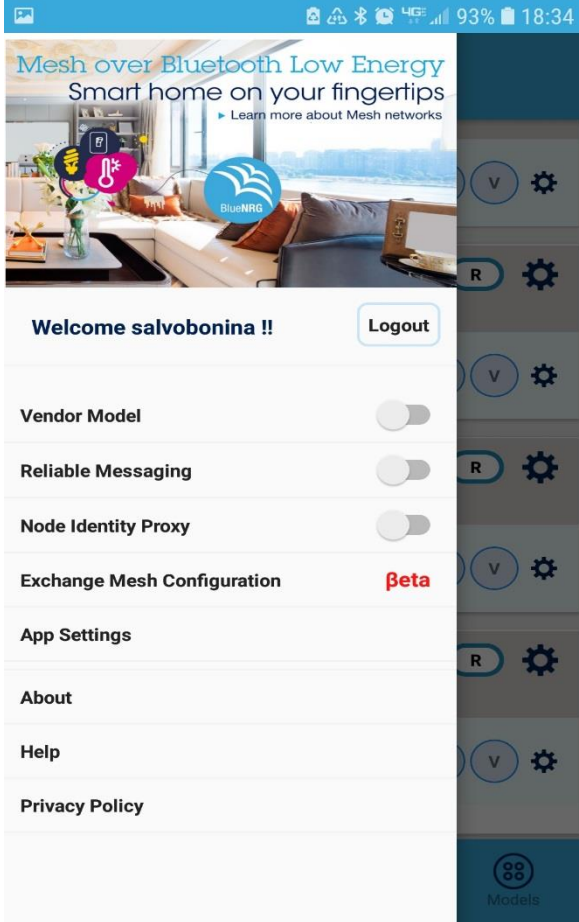 4G 93% 18:34
Mesh over Bluetooth Low Energy
Smart home on your fingertips
Learn more about Mesh networks
BlueNRG
V
R
Welcome salvobonina !!
Logout
V
Vendor Model
Reliable Messaging
R
Node Identity Proxy
Exchange Mesh Configuration βeta
V
App Settings
R
About
Help
V
Privacy Policy
Models